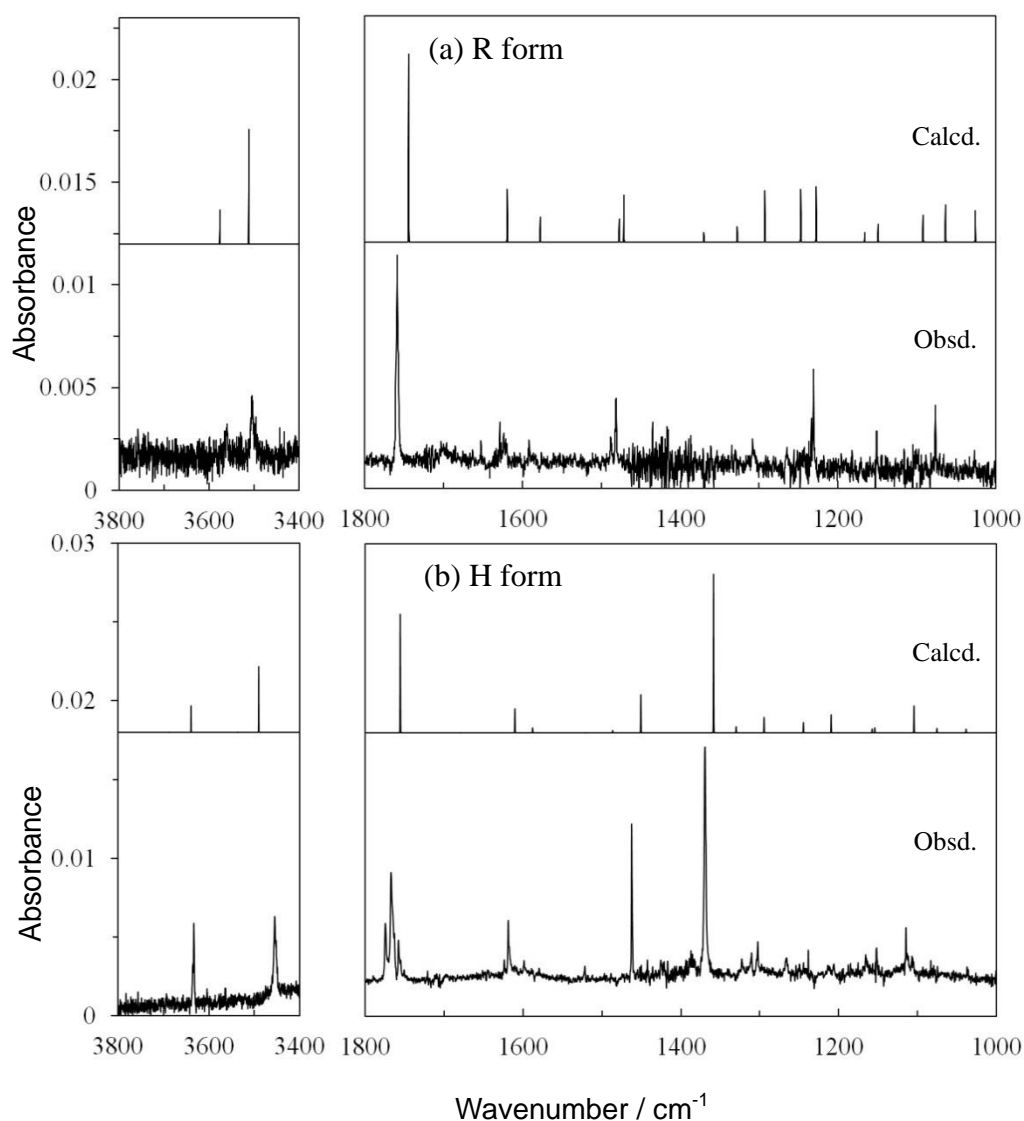 (a) R form
0.02
Calcd.
0.015
Absorbance
0.01
Obsd.
0.005
0
3800 3600 3400 1800 1600 1400 1200 1000
0.03
(b) H form
Calcd.
0.02
Absorbance
Obsd.
0.01
0
3800 3600 3400 1800 1600 1400 1200 1000
Wavenumber / cm⁻¹